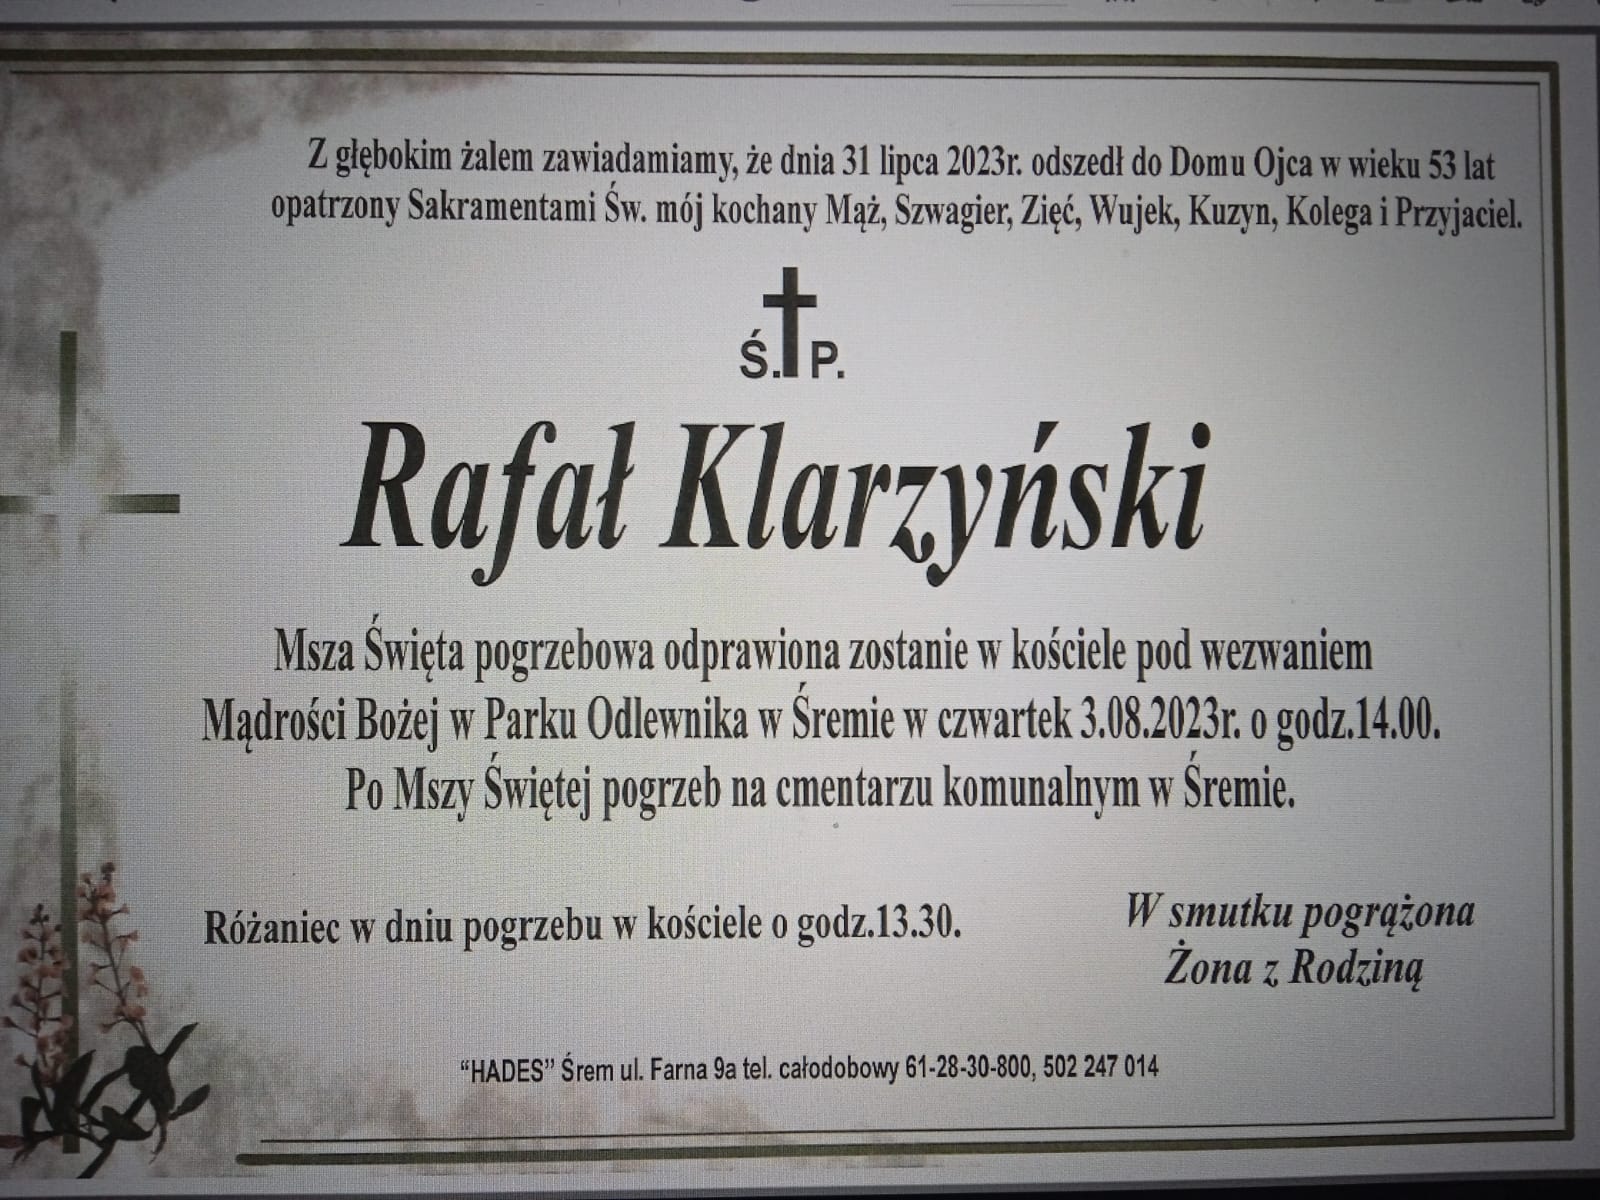 Z głębokim żalem zawiadamiamy, że dnia 31 lipca 2023r. odszedł do Domu Ojca w wieku 53 lat
opatrzony Sakramentami Św. mój kochany Mąż, Szwagier, Zięć, Wujek, Kuzyn, Kolega i Przyjaciel.
Ś. P.
Rafał Klarzyński
Msza Święta pogrzebowa odprawiona zostanie w kościele pod wezwaniem
Mądrości Bożej w Parku Odlewnika w Śremie w czwartek 3.08.2023r. o godz.14.00.
Po Mszy Świętej pogrzeb na cmentarzu komunalnym w Śremie.
Różaniec w dniu pogrzebu w kościele o godz.13.30.
W smutku pogrążona
Żona z Rodziną
“HADES” Śrem ul. Farna 9a tel. całodobowy 61-28-30-800, 502 247 014